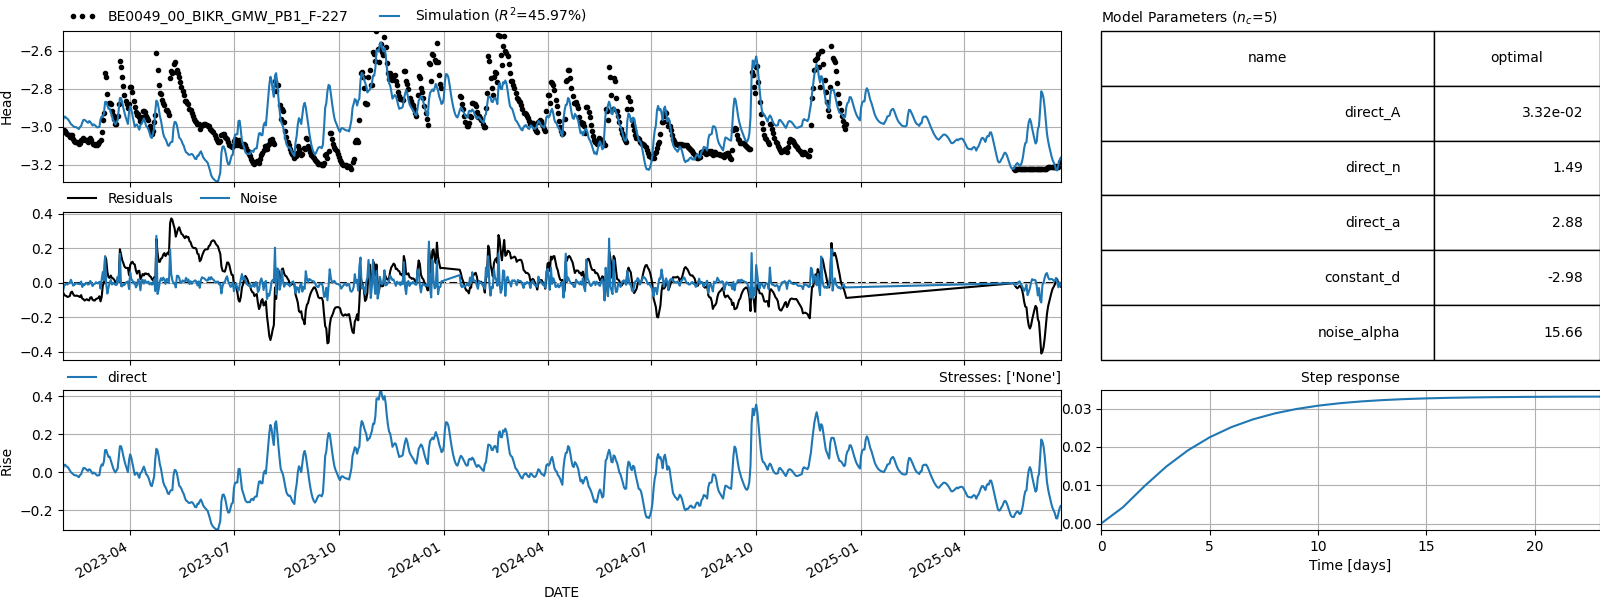 BE0049_00_BIKR_GMW_PB1_F-227
Simulation (R²=45.97%)
Head
−2.6
−2.8
−3.0
−3.2
Residuals
Noise
0.4
0.2
0.0
−0.2
−0.4
direct
Stresses: ['None']
Rise
0.4
0.2
0.0
−0.2
2023-04
2023-07
2023-10
2024-01
2024-04
2024-07
2024-10
2025-01
2025-04
DATE
Model Parameters (n_c=5)
name optimal
direct_A 3.32e-02
direct_n 1.49
direct_a 2.88
constant_d -2.98
noise_alpha 15.66
Step response
0.03
0.02
0.01
0.00
0 5 10 15 20
Time [days]